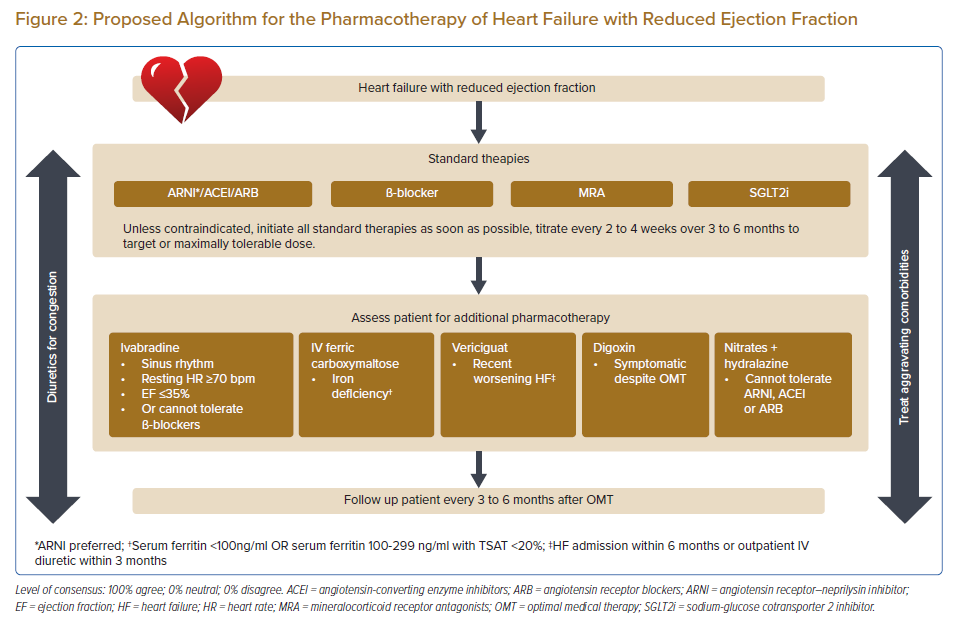 Figure 2: Proposed Algorithm for the Pharmacotherapy of Heart Failure with Reduced Ejection Fraction
Heart failure with reduced ejection fraction
Standard theapies
ARNI*/ACEI/ARB
ß-blocker
MRA
SGLT2i
Unless contraindicated, initiate all standard therapies as soon as possible, titrate every 2 to 4 weeks over 3 to 6 months to
target or maximally tolerable dose.
Diuretics for congestion
Treat aggravating comorbidities
Assess patient for additional pharmacotherapy
Ivabradine
• Sinus rhythm
• Resting HR ≥70 bpm
• EF ≤35%
• Or cannot tolerate
ß-blockers
IV ferric
carboxymaltose
• Iron
deficiency†
Vericiguat
• Recent
worsening HF‡
Digoxin
• Symptomatic
despite OMT
Nitrates +
hydralazine
• Cannot tolerate
ARNI, ACEI
or ARB
Follow up patient every 3 to 6 months after OMT
*ARNI preferred; †Serum ferritin <100ng/ml OR serum ferritin 100-299 ng/ml with TSAT <20%; ‡HF admission within 6 months or outpatient IV
diuretic within 3 months
Level of consensus: 100% agree; 0% neutral; 0% disagree. ACEI = angiotensin-converting enzyme inhibitors; ARB = angiotensin receptor blockers; ARNI = angiotensin receptor–neprilysin inhibitor;
EF = ejection fraction; HF = heart failure; HR = heart rate; MRA = mineralocorticoid receptor antagonists; OMT = optimal medical therapy; SGLT2i = sodium-glucose cotransporter 2 inhibitor.